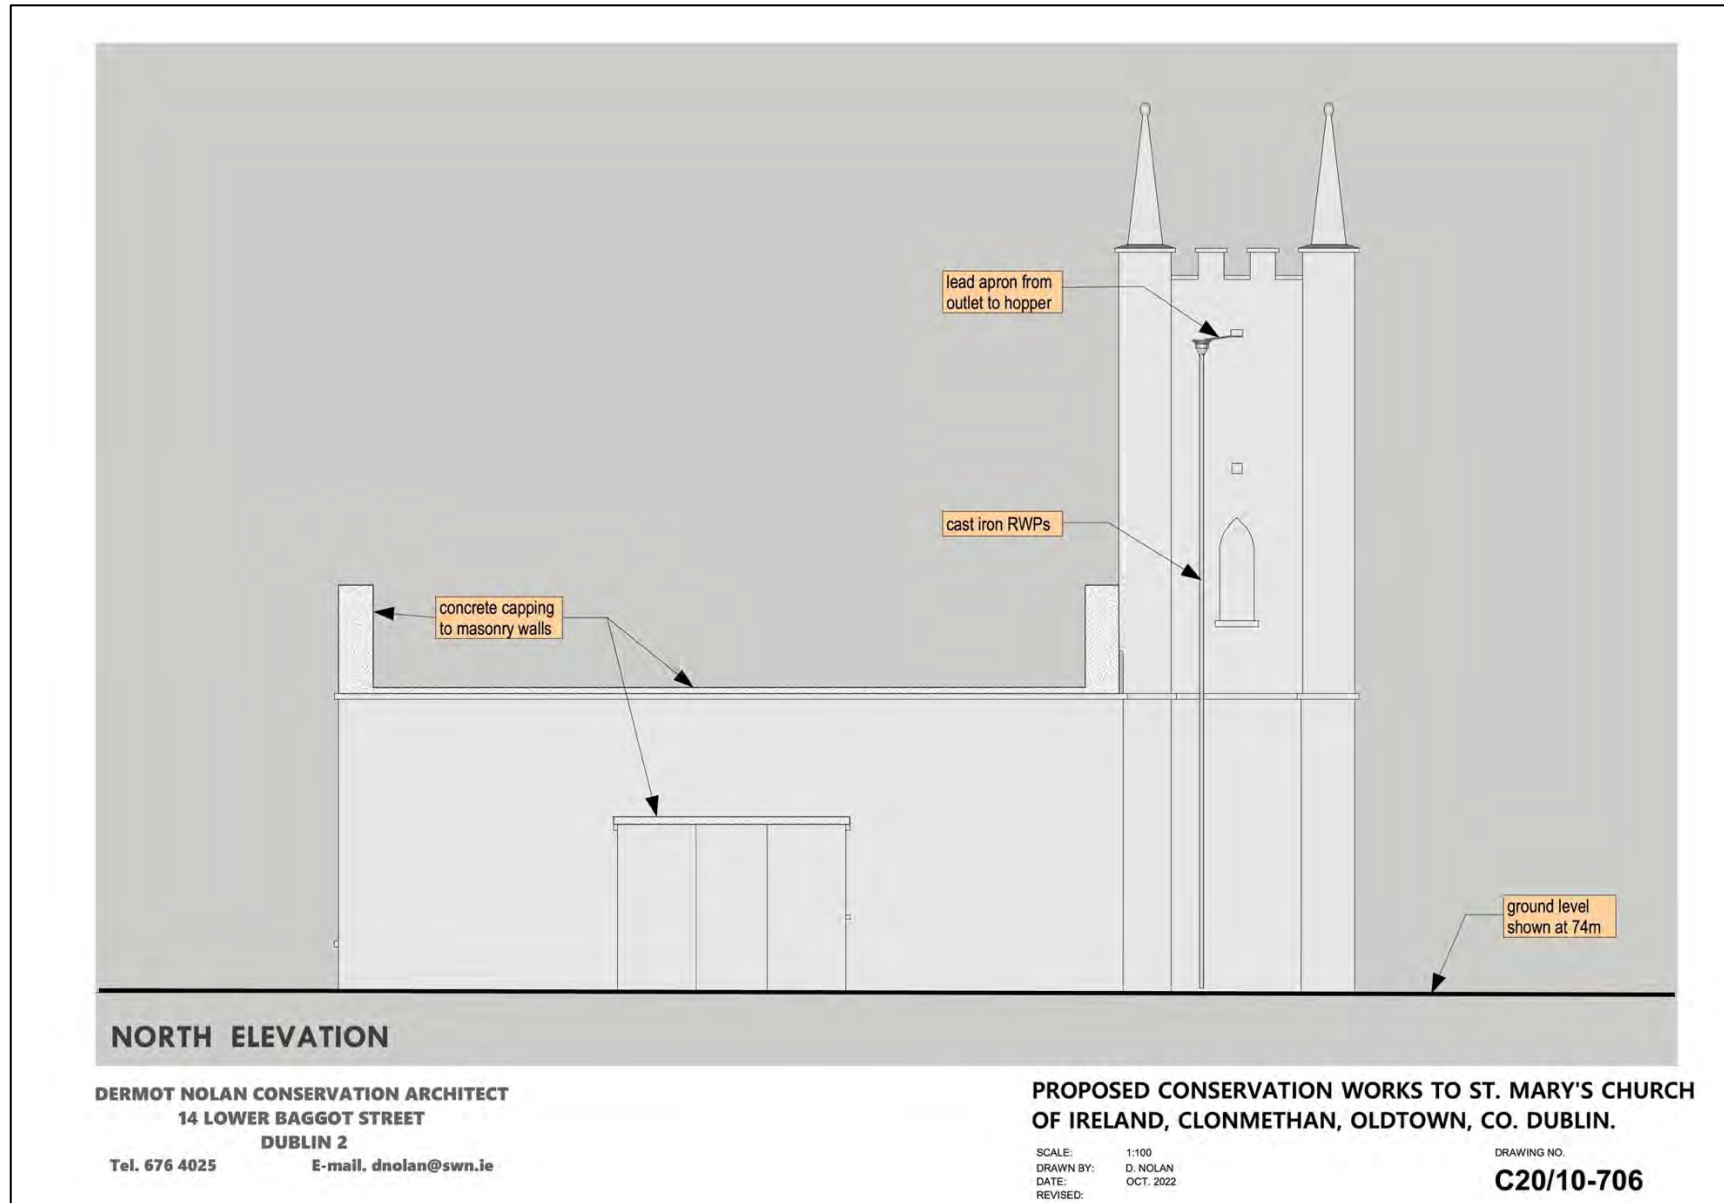 lead apron from
outlet to hopper
cast iron RWPs
concrete capping
to masonry walls
ground level
shown at 74m
NORTH ELEVATION
DERMOT NOLAN CONSERVATION ARCHITECT
14 LOWER BAGGOT STREET
DUBLIN 2
Tel. 676 4025 E-mail. dnolan@swn.ie
PROPOSED CONSERVATION WORKS TO ST. MARY'S CHURCH
OF IRELAND, CLONMETHAN, OLDTOWN, CO. DUBLIN.
SCALE: 1:100
DRAWN BY: D. NOLAN
DATE: OCT. 2022
REVISED:
DRAWING NO.
C20/10-706